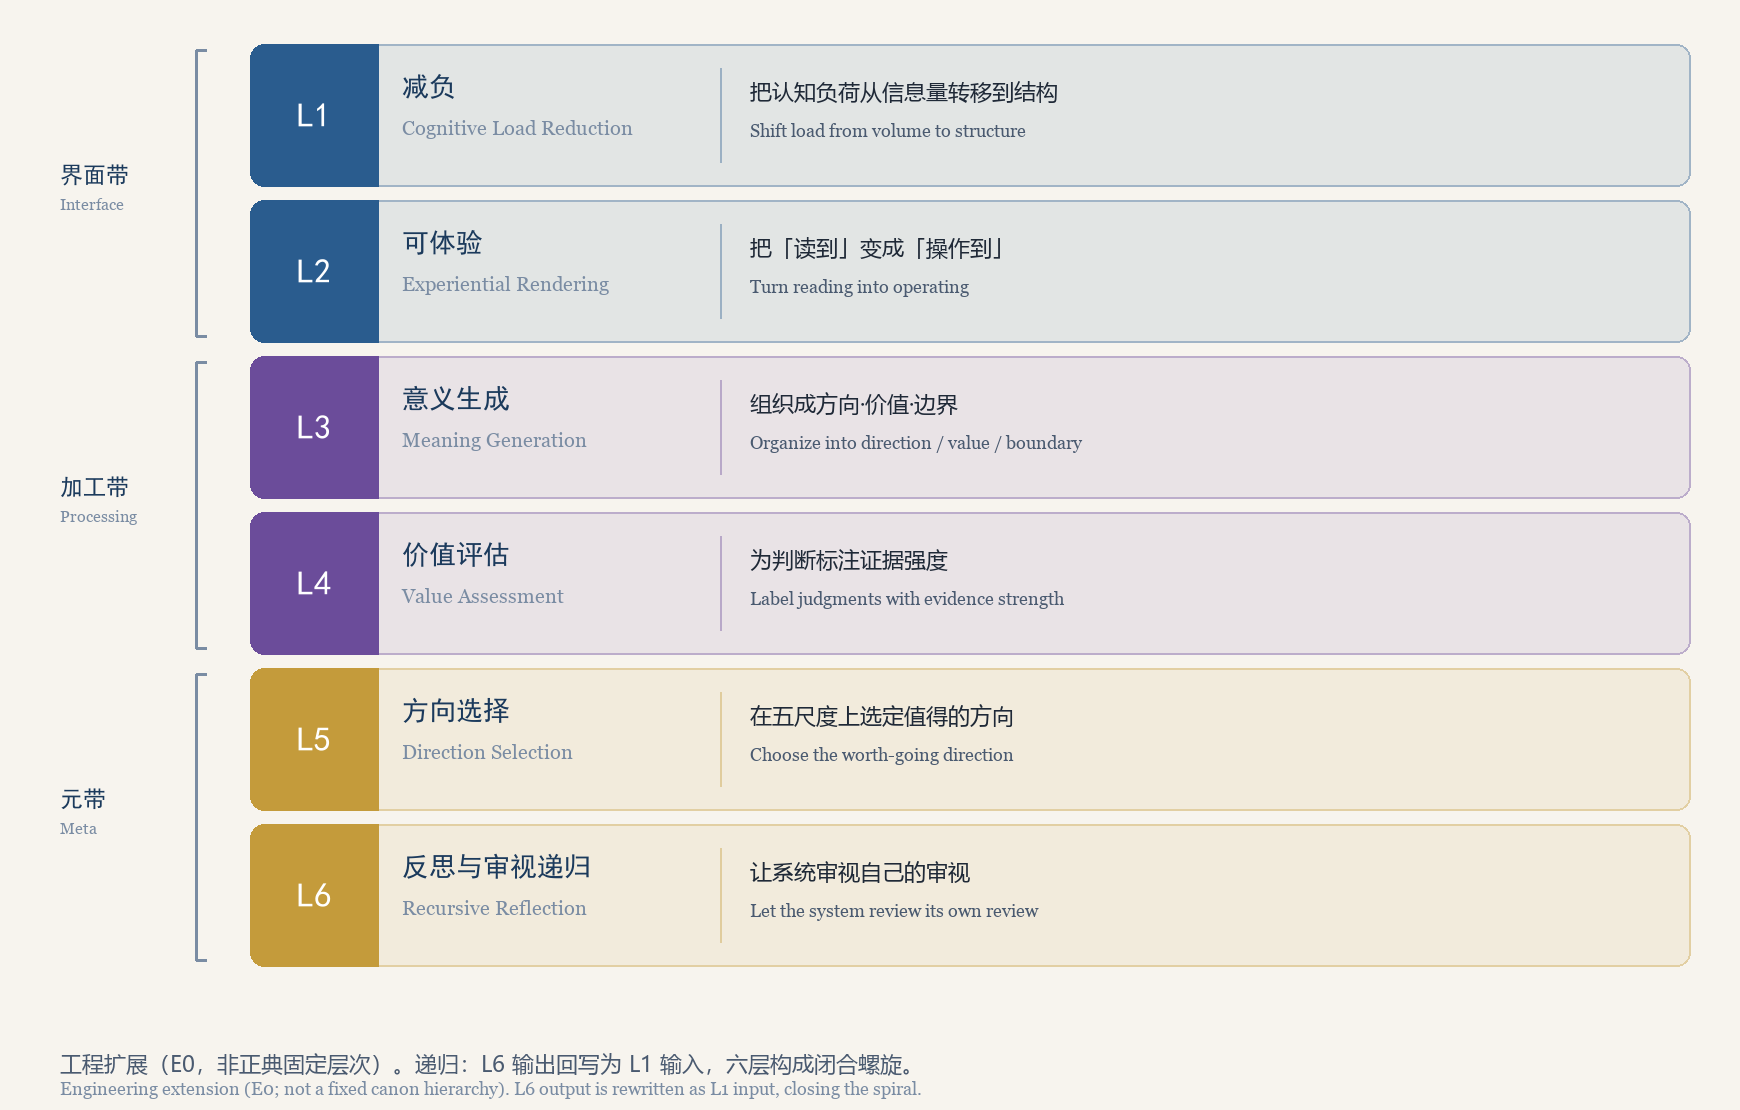 界面带
Interface
L1
减负
Cognitive Load Reduction
把认知负荷从信息量转移到结构
Shift load from volume to structure
L2
可体验
Experiential Rendering
把「读到」变成「操作到」
Turn reading into operating
加工带
Processing
L3
意义生成
Meaning Generation
组织成方向·价值·边界
Organize into direction / value / boundary
L4
价值评估
Value Assessment
为判断标注证据强度
Label judgments with evidence strength
元带
Meta
L5
方向选择
Direction Selection
在五尺度上选定值得的方向
Choose the worth-going direction
L6
反思与审视递归
Recursive Reflection
让系统审视自己的审视
Let the system review its own review
工程扩展（E0，非正典固定层次）。递归：L6 输出回写为 L1 输入，六层构成闭合螺旋。
Engineering extension (E0; not a fixed canon hierarchy). L6 output is rewritten as L1 input, closing the spiral.